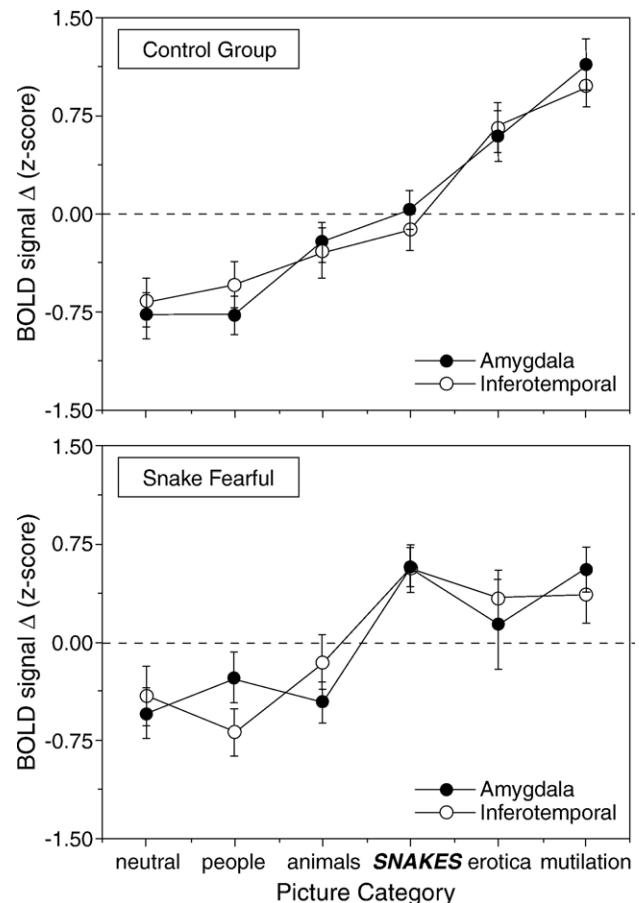 1.50
Control Group
0.75
0.00
-0.75
-1.50
BOLD signal Δ (z-score)
Amygdala
Inferotemporal
1.50
Snake Fearful
0.75
0.00
-0.75
-1.50
BOLD signal Δ (z-score)
Amygdala
Inferotemporal
neutral people animals SNAKES erotica mutilation
Picture Category